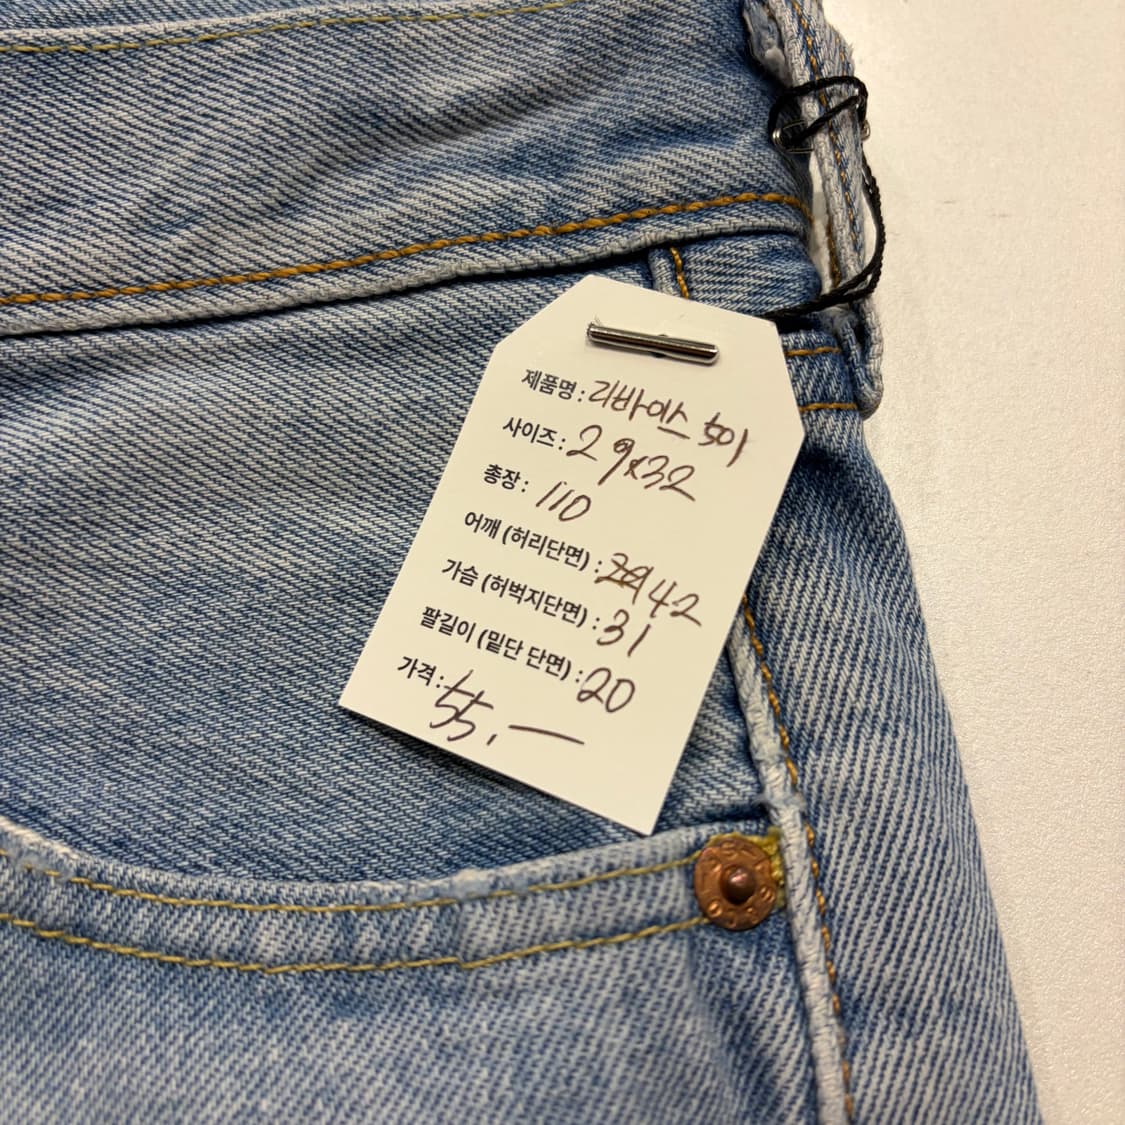 제품명 : 리바이스 501
사이즈 : 29x32
총장 : 110
어깨 (허리단면) : 42
가슴 (허벅지단면) : 31
팔길이 (밑단 단면) : 20
가격 : 55,—